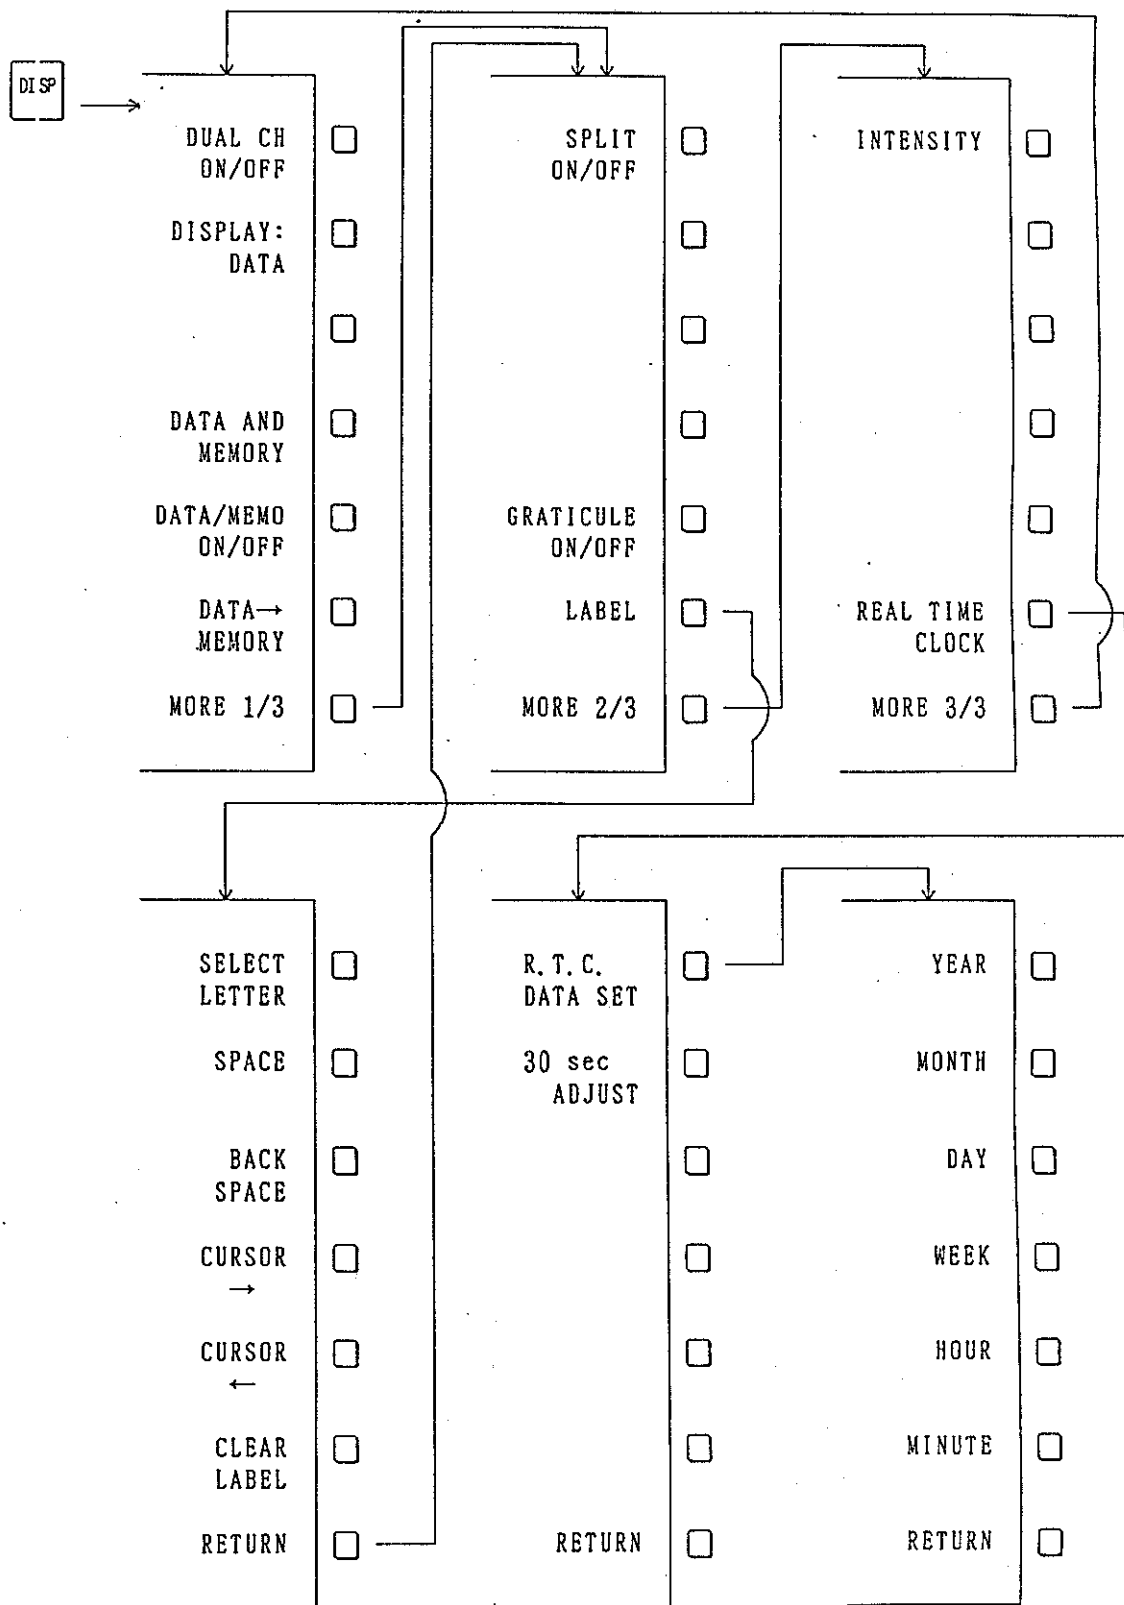 DISP
DUAL CH
ON/OFF
DISPLAY:
DATA
DATA AND
MEMORY
DATA/MEMO
ON/OFF
DATA→
MEMORY
MORE 1/3
SPLIT
ON/OFF
GRATICULE
ON/OFF
LABEL
MORE 2/3
INTENSITY
REAL TIME
CLOCK
MORE 3/3
SELECT
LETTER
SPACE
BACK
SPACE
CURSOR
→
CURSOR
←
CLEAR
LABEL
RETURN
R.T.C.
DATA SET
30 sec
ADJUST
RETURN
YEAR
MONTH
DAY
WEEK
HOUR
MINUTE
RETURN